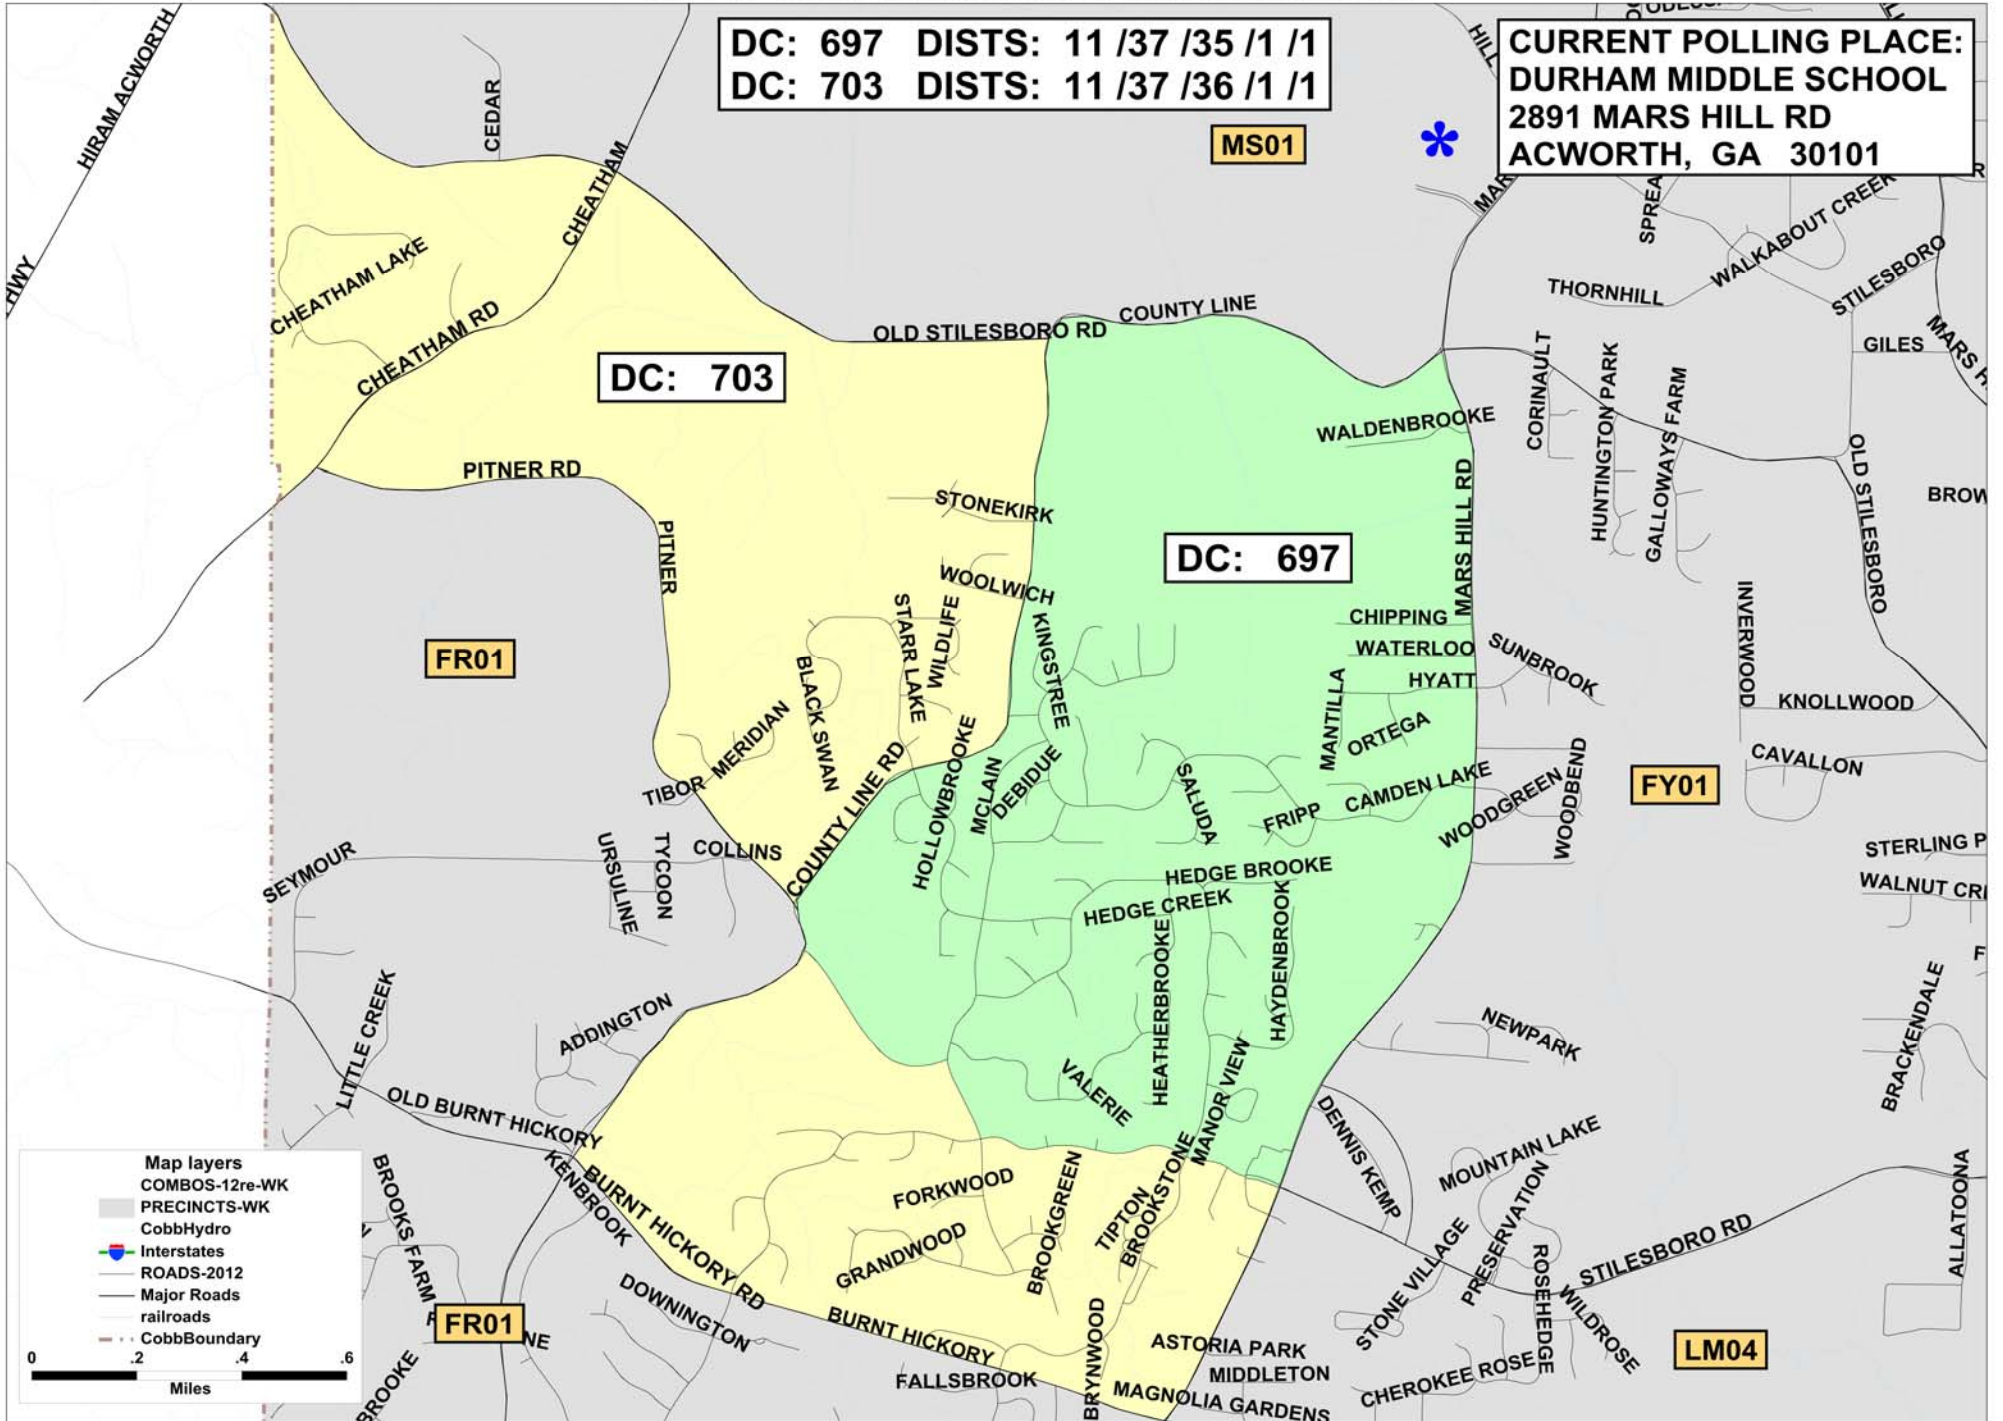 DC: 697 DISTS: 11 /37 /35 /1 /1
DC: 703 DISTS: 11 /37 /36 /1 /1
CURRENT POLLING PLACE:
DURHAM MIDDLE SCHOOL
2891 MARS HILL RD
ACWORTH, GA 30101
MS01
*
HIRAM ACWORTH
HWY
CEDAR
CHEATHAM
HILL
MAR
SPREA
WALKABOUT CREEK
STILESBORO
THORNHILL
CHEATHAM LAKE
CHEATHAM RD
OLD STILESBORO RD
COUNTY LINE
GILES
MARS H
DC: 703
CORINAULT
HUNTINGTON PARK
GALLOWAYS FARM
WALDENBROOKE
MARS HILL RD
OLD STILESBORO
BROW
PITNER RD
PITNER
STONEKIRK
DC: 697
WOOLWICH
STARR LAKE
WILDLIFE
KINGSTREE
CHIPPING
WATERLOO
HYATT
SUNBROOK
INVERWOOD
KNOLLWOOD
FR01
BLACK SWAN
MERIDIAN
TIBOR
MANTILLA
ORTEGA
CAVALLON
FY01
COUNTY LINE RD
HOLLOWBROOKE
MCLAIN
DEBIDUE
SALUDA
FRIPP
CAMDEN LAKE
WOODGREEN
WOODBEND
SEYMOUR
URSULINE
TYCOON
COLLINS
HEDGE BROOKE
HEDGE CREEK
STERLING P
WALNUT CRE
HEATHERBROOKE
HAYDENBROOK
F
LITTLE CREEK
ADDINGTON
NEWPARK
BRACKENDALE
OLD BURNT HICKORY
VALERIE
MANOR VIEW
DENNIS KEMP
MOUNTAIN LAKE
KENBROOK
BURNT HICKORY RD
FORKWOOD
BROOKGREEN
TIPTON
BROOKSTONE
PRESERVATION
STONE VILLAGE
STILESBORO RD
ALLATOONA
BROOKS FARM
GRANDWOOD
ROSEHEDGE
WILDROSE
DOWNINGTON
BURNT HICKORY
FR01
NE
BROOKE
FALLSBROOK
BRYNWOOD
ASTORIA PARK
MIDDLETON
MAGNOLIA GARDENS
CHEROKEE ROSE
LM04
Map layers
COMBOS-12re-WK
PRECINCTS-WK
CobbHydro
Interstates
ROADS-2012
Major Roads
railroads
CobbBoundary
0 .2 .4 .6
Miles